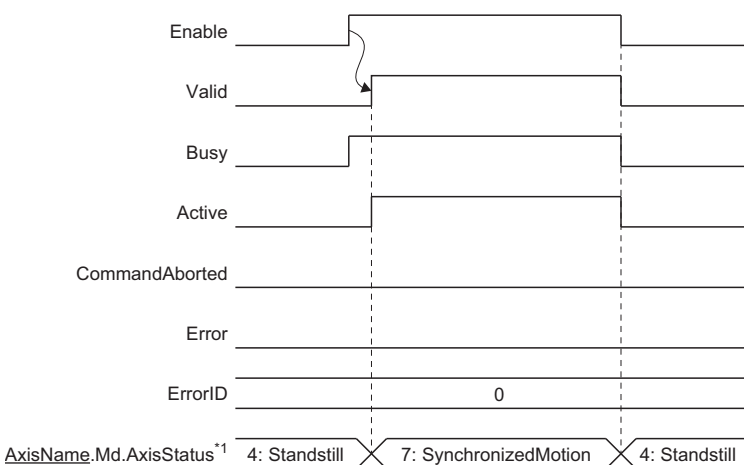 Enable
Valid
Busy
Active
CommandAborted
Error
ErrorID 0
AxisName.Md.AxisStatus*1 4: Standstill 7: SynchronizedMotion 4: Standstill